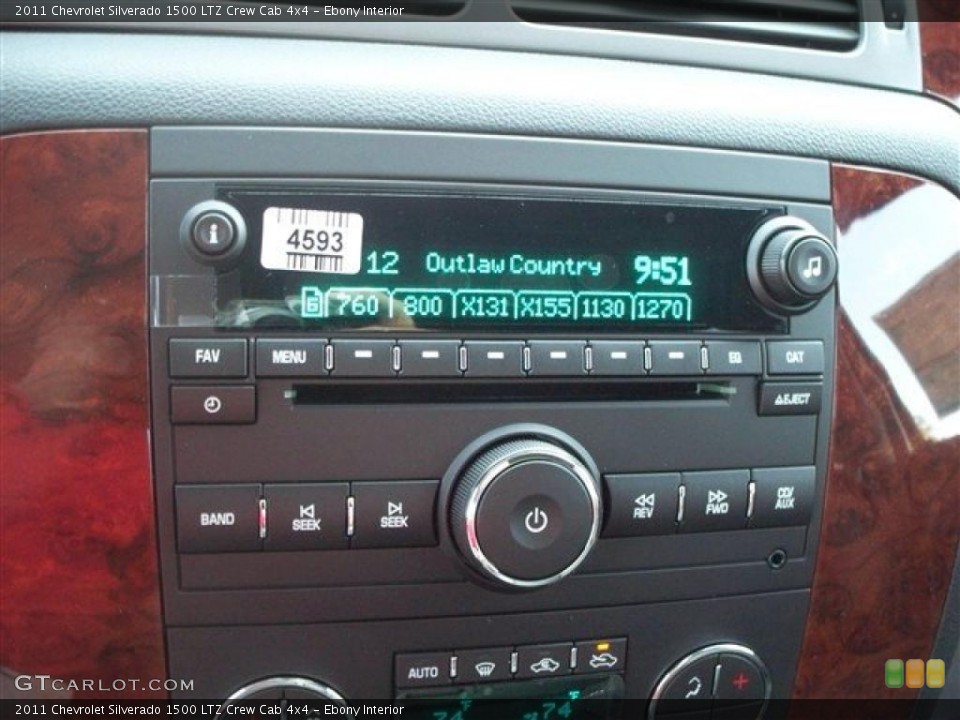 2011 Chevrolet Silverado 1500 LTZ Crew Cab 4x4 – Ebony Interior
4593
12 Outlaw Country 9:51
6 760 800 X131 X155 1130 1270
FAV MENU EQ CAT
EJECT
BAND SEEK SEEK REV FWD CD/
AUX
AUTO
74°F 74°F
GTCARLOT.COM
2011 Chevrolet Silverado 1500 LTZ Crew Cab 4x4 – Ebony Interior